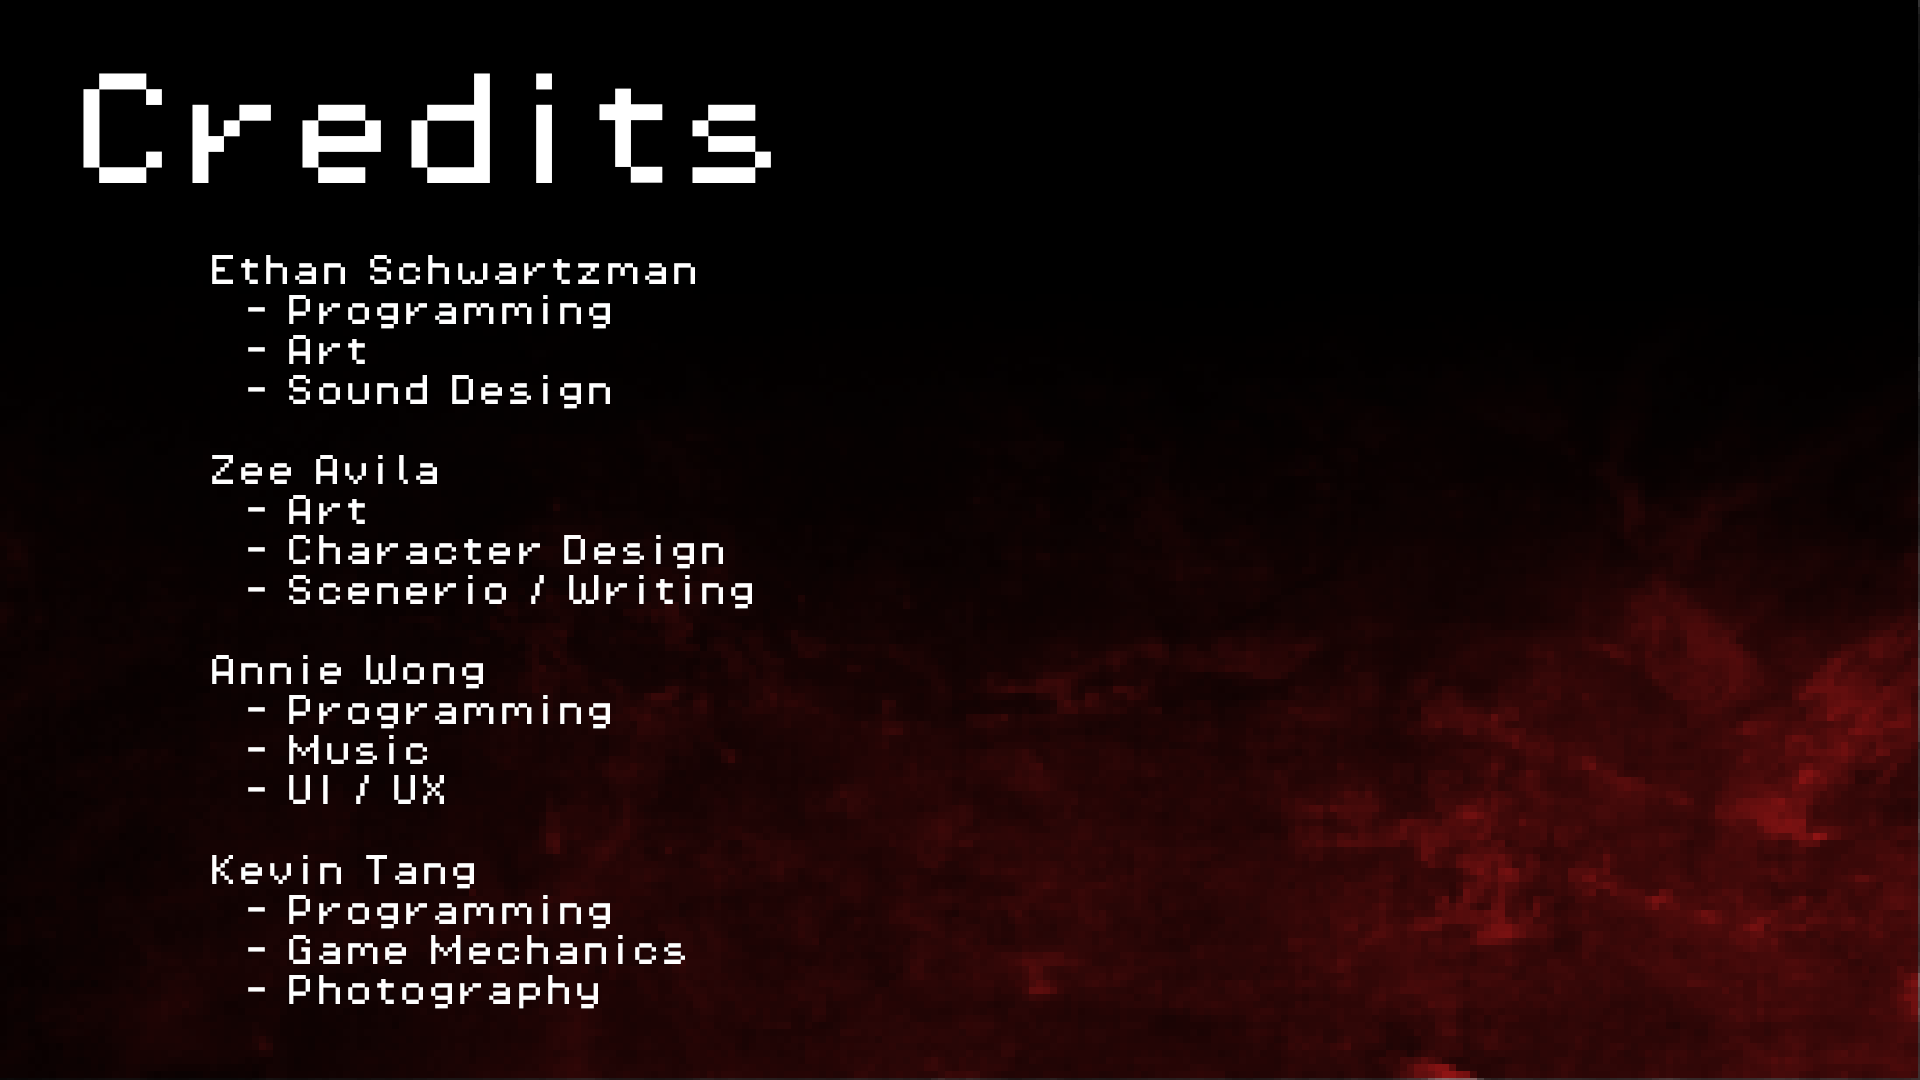 Credits
Ethan Schwartzman
- Programming
- Art
- Sound Design
Zee Avila
- Art
- Character Design
- Scenerio / Writing
Annie Wong
- Programming
- Music
- UI / UX
Kevin Tang
- Programming
- Game Mechanics
- Photography